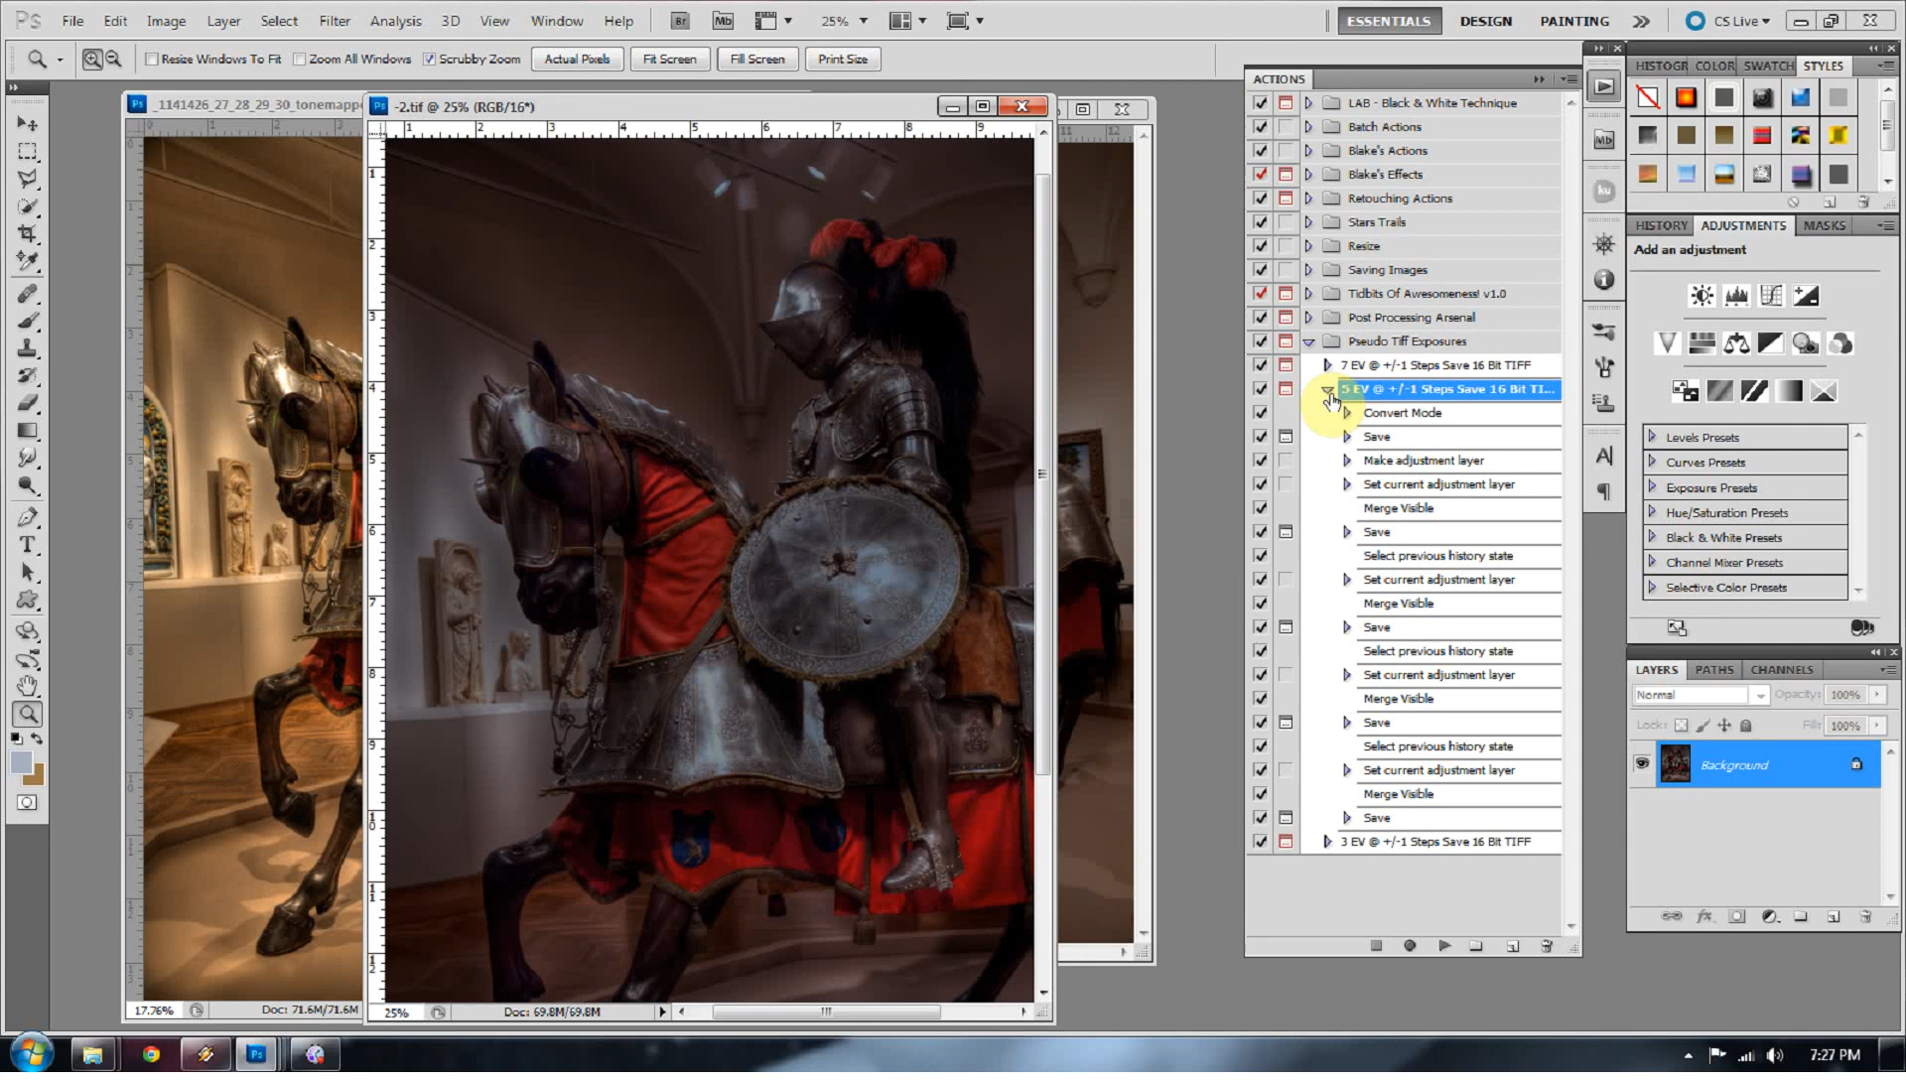 Ps File Edit Image Layer Select Filter Analysis 3D View Window Help Br Mb 25% ESSENTIALS DESIGN PAINTING CS Live
Resize Windows To Fit Zoom All Windows Scrubby Zoom Actual Pixels Fit Screen Fill Screen Print Size
_1141426_27_28_29_30_tonemappe
-2.tif @ 25% (RGB/16*)
17.76% Doc: 71.6M/71.6M
25% Doc: 69.8M/69.8M
ACTIONS
LAB - Black & White Technique
Batch Actions
Blake's Actions
Blake's Effects
Retouching Actions
Stars Trails
Resize
Saving Images
Tidbits Of Awesomeness! v1.0
Post Processing Arsenal
Pseudo Tiff Exposures
7 EV @ +/-1 Steps Save 16 Bit TIFF
5 EV @ +/-1 Steps Save 16 Bit TI...
Convert Mode
Save
Make adjustment layer
Set current adjustment layer
Merge Visible
Save
Select previous history state
Set current adjustment layer
Merge Visible
Save
Select previous history state
Set current adjustment layer
Merge Visible
Save
Select previous history state
Set current adjustment layer
Merge Visible
Save
3 EV @ +/-1 Steps Save 16 Bit TIFF
HISTOGR COLOR SWATCH STYLES
HISTORY ADJUSTMENTS MASKS
Add an adjustment
Levels Presets
Curves Presets
Exposure Presets
Hue/Saturation Presets
Black & White Presets
Channel Mixer Presets
Selective Color Presets
LAYERS PATHS CHANNELS
Normal Opacity: 100%
Lock: Fill: 100%
Background
7:27 PM